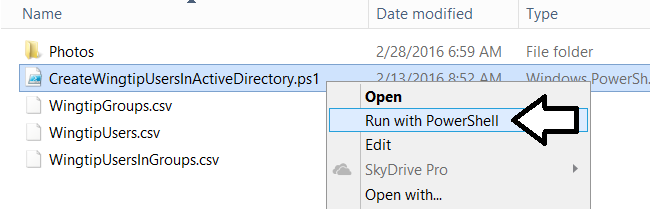 Name Date modified Type
Photos 2/28/2016 6:59 AM File folder
CreateWingtipUsersInActiveDirectory.ps1 2/13/2016 8:52 AM Windows PowerSh
WingtipGroups.csv
WingtipUsers.csv
WingtipUsersInGroups.csv
Open
Run with PowerShell
Edit
SkyDrive Pro
Open with...